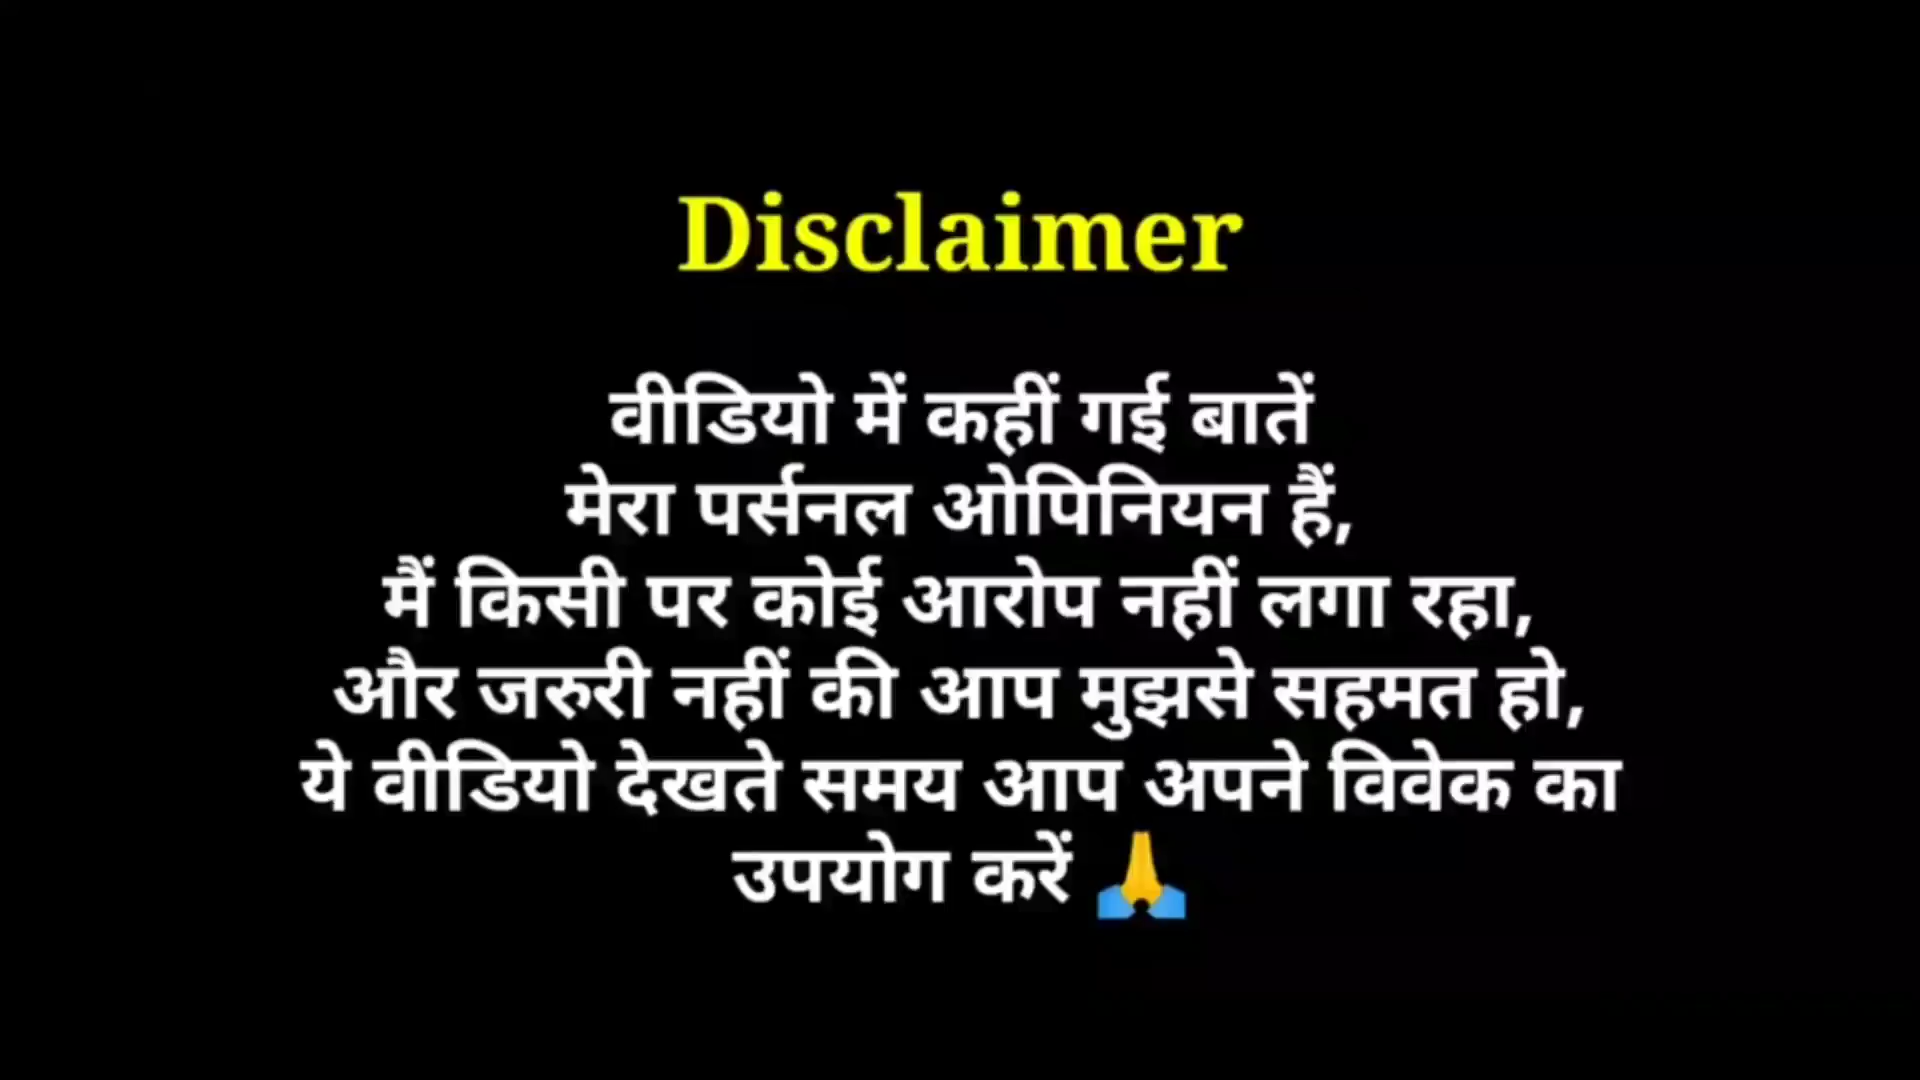 Disclaimer
वीडियो में कहीं गई बातें
मेरा पर्सनल ओपिनियन हैं,
मैं किसी पर कोई आरोप नहीं लगा रहा,
और जरुरी नहीं की आप मुझसे सहमत हो,
ये वीडियो देखते समय आप अपने विवेक का
उपयोग करें 🙏